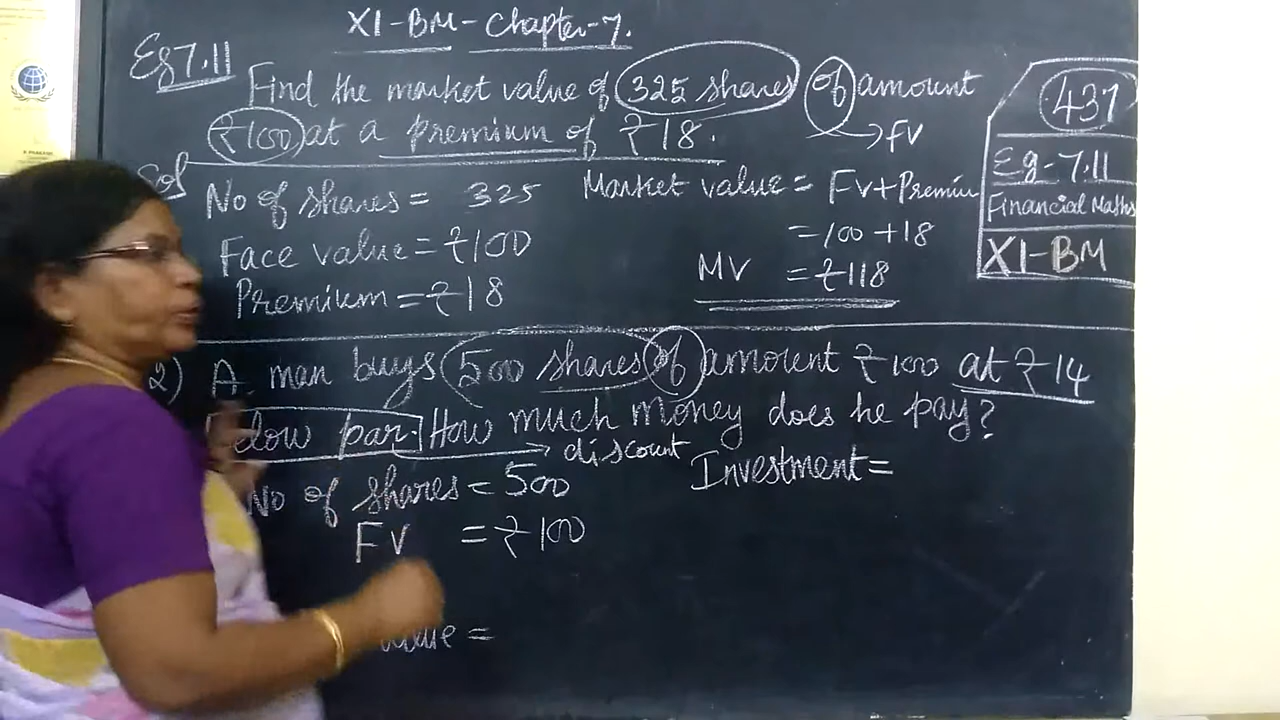 XI-BM-Chapter-7.
Eg 7.11
Find the market value of 325 shares of amount
₹100 at a premium of ₹18.
→ FV
437
Eg-7.11
Financial Maths
XI-BM
Sol
No of shares = 325
Face value = ₹100
Premium = ₹18
Market value = FV+Premiu
= 100 + 18
MV = ₹118
2) A man buys 500 shares of amount ₹100 at ₹14
elow par. How much money does he pay?
→ discount
No of shares = 500
FV = ₹100
value =
Investment =